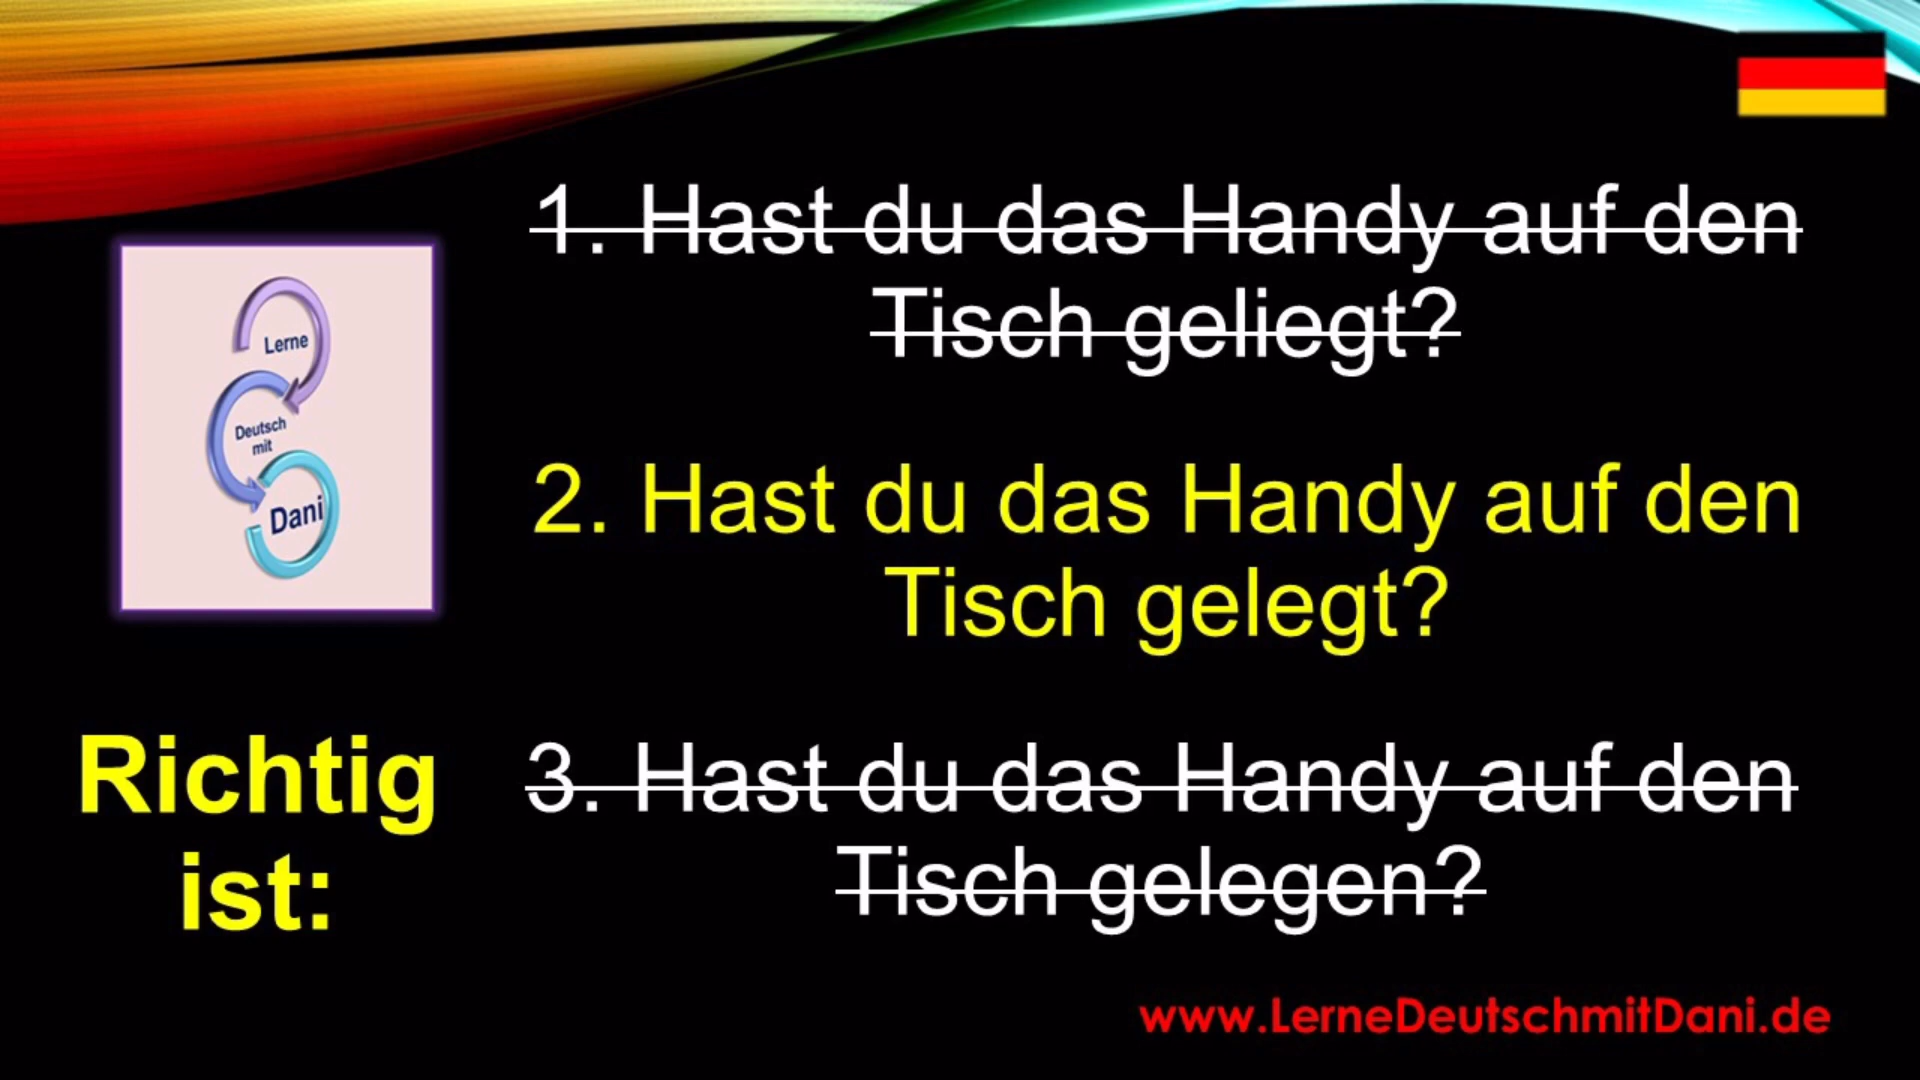 1. Hast du das Handy auf den
Tisch geliegt?
Lerne
Deutsch
mit
Dani
2. Hast du das Handy auf den
Tisch gelegt?
Richtig
ist:
3. Hast du das Handy auf den
Tisch gelegen?
www.LerneDeutschmitDani.de